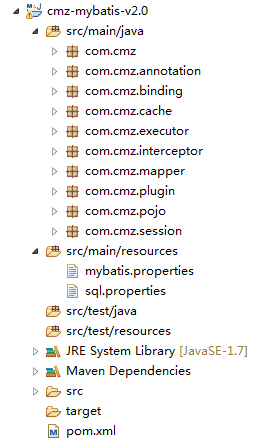 cmz-mybatis-v2.0
src/main/java
com.cmz
com.cmz.annotation
com.cmz.binding
com.cmz.cache
com.cmz.executor
com.cmz.interceptor
com.cmz.mapper
com.cmz.plugin
com.cmz.pojo
com.cmz.session
src/main/resources
mybatis.properties
sql.properties
src/test/java
src/test/resources
JRE System Library [JavaSE-1.7]
Maven Dependencies
src
target
pom.xml